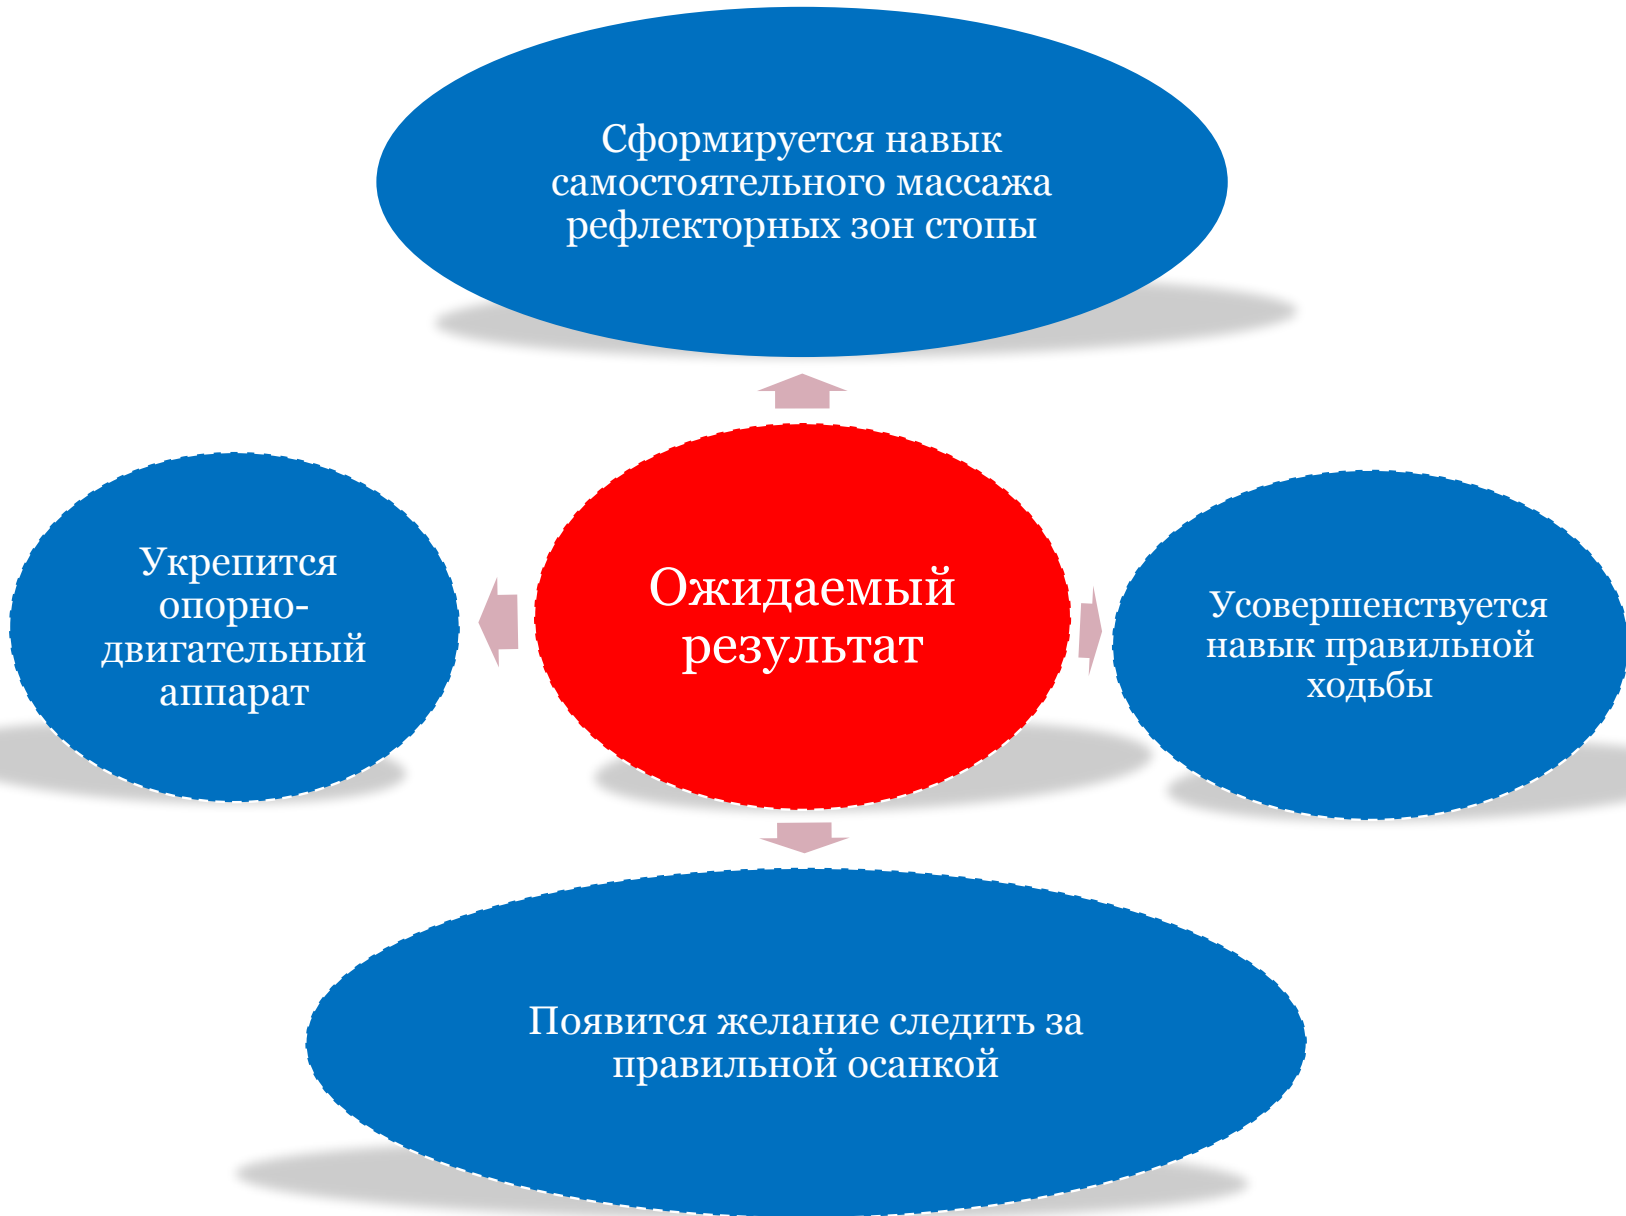 Сформируется навык
самостоятельного массажа
рефлекторных зон стопы
Укрепится
опорно-
двигательный
аппарат
Ожидаемый
результат
Усовершенствуется
навык правильной
ходьбы
Появится желание следить за
правильной осанкой